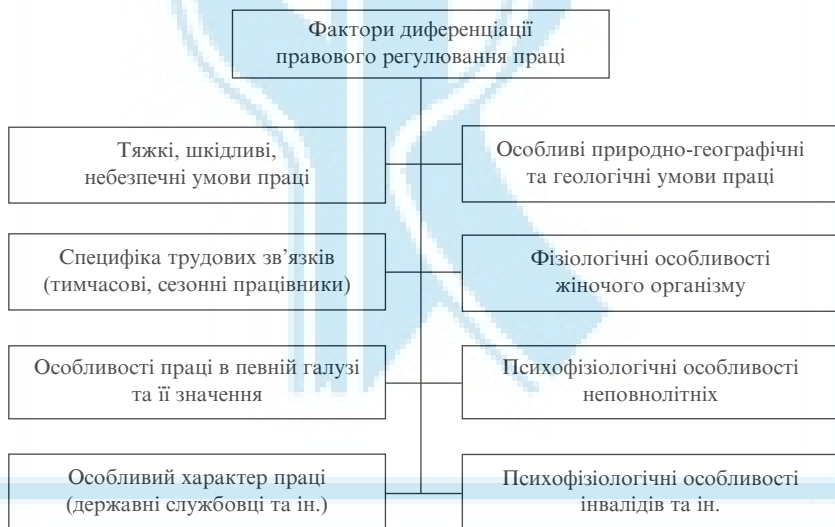 Фактори диференціації
правового регулювання праці
Тяжкі, шкідливі,
небезпечні умови праці
Особливі природно-географічні
та геологічні умови праці
Специфіка трудових зв’язків
(тимчасові, сезонні працівники)
Фізіологічні особливості
жіночого організму
Особливості праці в певній галузі
та її значення
Психофізіологічні особливості
неповнолітніх
Особливий характер праці
(державні службовці та ін.)
Психофізіологічні особливості
інвалідів та ін.